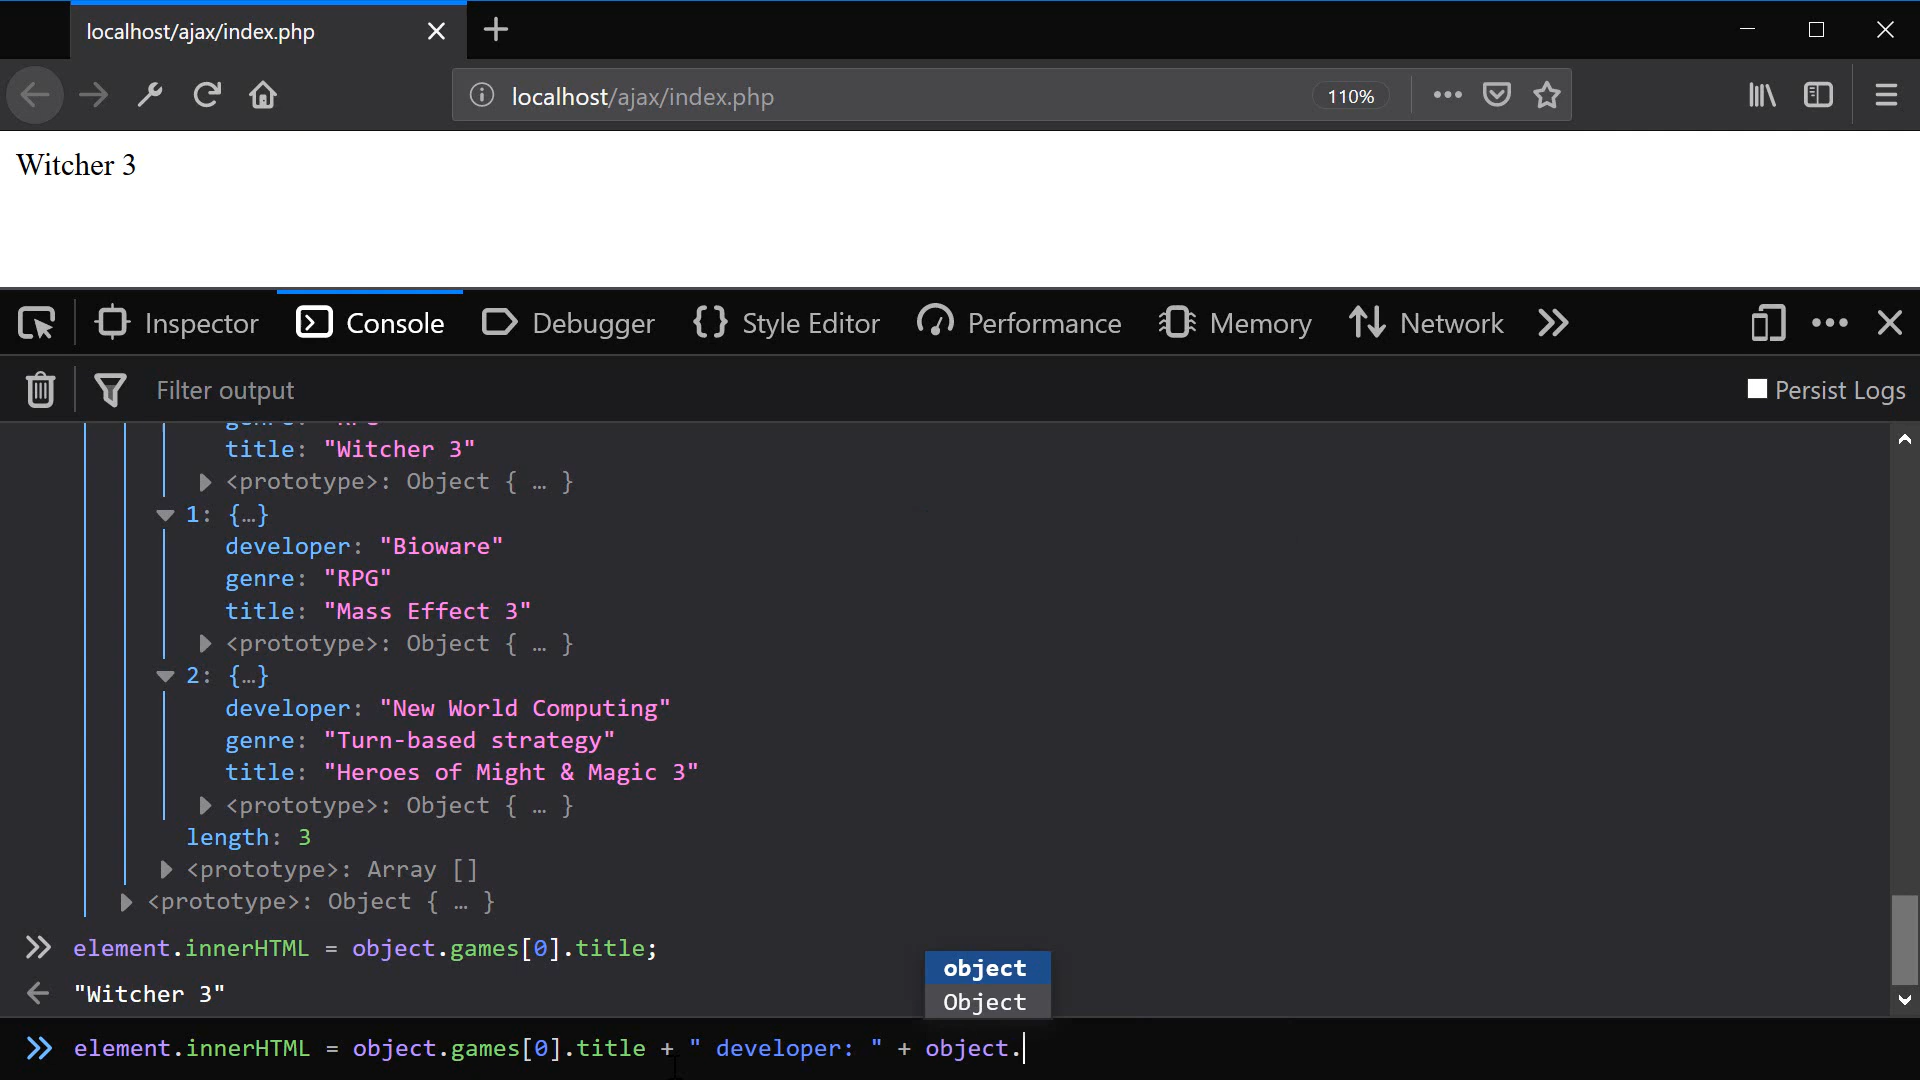 localhost/ajax/index.php
localhost/ajax/index.php 110%
Witcher 3
Inspector Console Debugger Style Editor Performance Memory Network
Filter output Persist Logs
title: "Witcher 3"
<prototype>: Object { … }
1: {…}
developer: "Bioware"
genre: "RPG"
title: "Mass Effect 3"
<prototype>: Object { … }
2: {…}
developer: "New World Computing"
genre: "Turn-based strategy"
title: "Heroes of Might & Magic 3"
<prototype>: Object { … }
length: 3
<prototype>: Array []
<prototype>: Object { … }
element.innerHTML = object.games[0].title;
"Witcher 3"
object
Object
element.innerHTML = object.games[0].title + " developer: " + object.